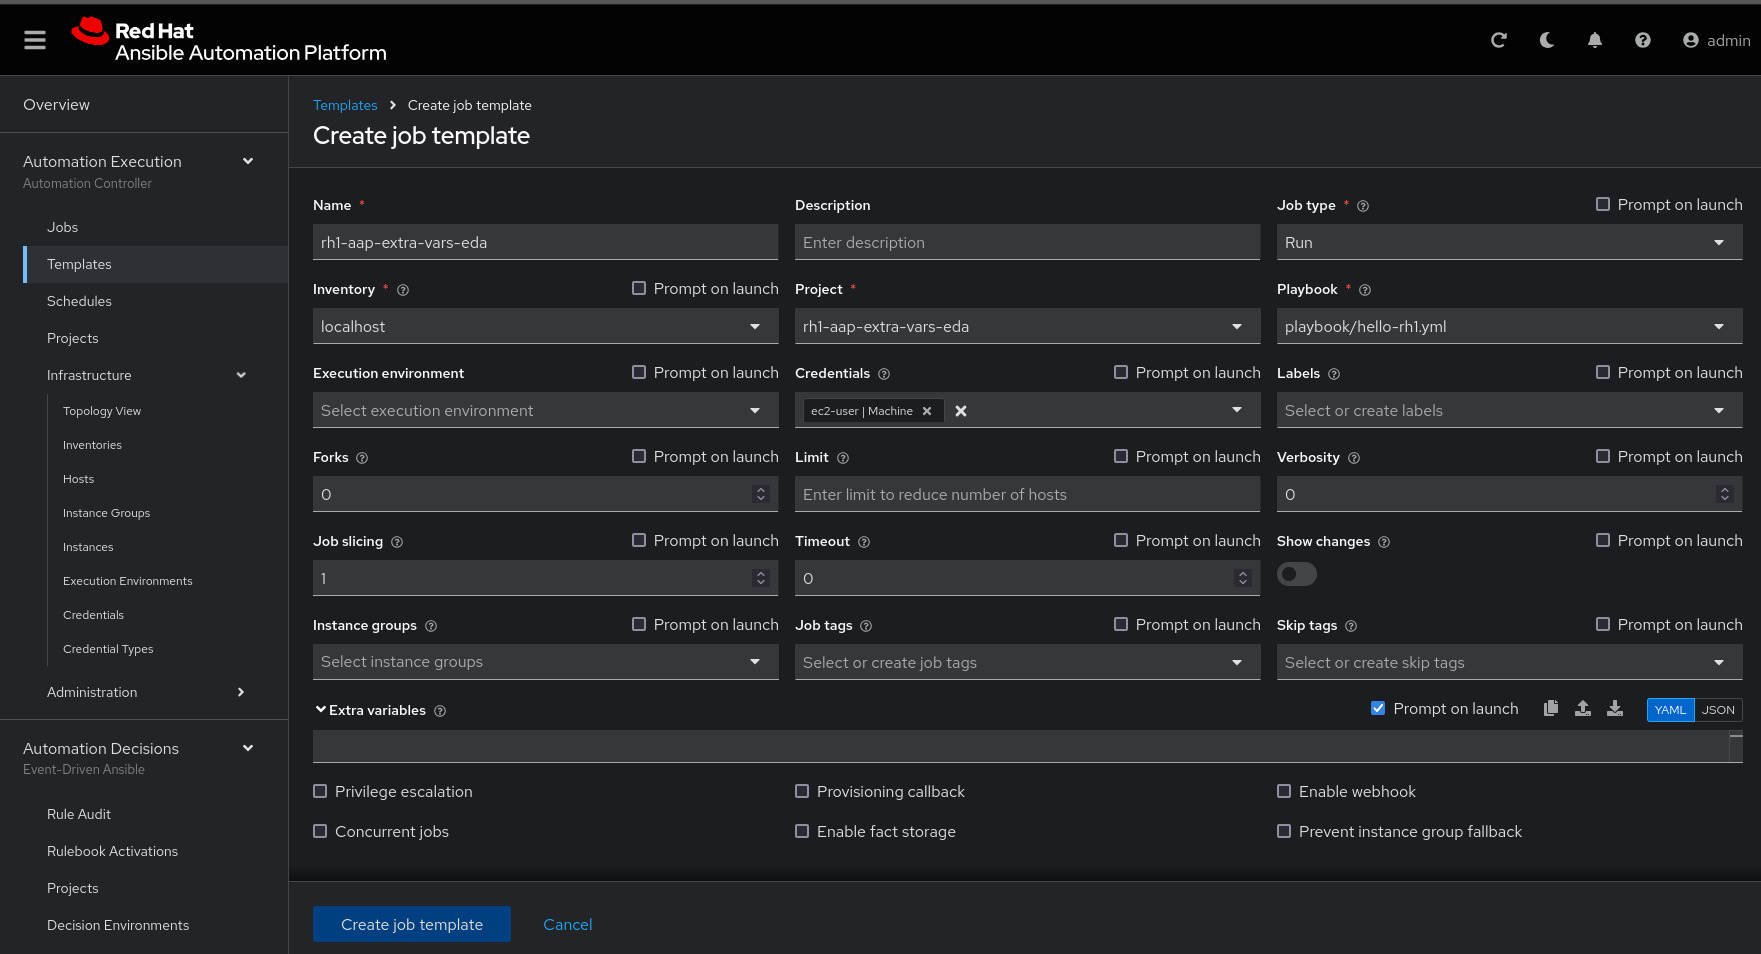 Red Hat
Ansible Automation Platform
admin
Overview
Automation Execution
Automation Controller
Jobs
Templates
Schedules
Projects
Infrastructure
Topology View
Inventories
Hosts
Instance Groups
Instances
Execution Environments
Credentials
Credential Types
Administration
Automation Decisions
Event-Driven Ansible
Rule Audit
Rulebook Activations
Projects
Decision Environments
Templates > Create job template
Create job template
Name *
rh1-aap-extra-vars-eda
Description
Enter description
Job type * Prompt on launch
Run
Inventory * Prompt on launch
localhost
Project *
rh1-aap-extra-vars-eda
Playbook *
playbook/hello-rh1.yml
Execution environment Prompt on launch
Select execution environment
Credentials Prompt on launch
ec2-user | Machine
Labels Prompt on launch
Select or create labels
Forks Prompt on launch
0
Limit Prompt on launch
Enter limit to reduce number of hosts
Verbosity Prompt on launch
0
Job slicing Prompt on launch
1
Timeout Prompt on launch
0
Show changes Prompt on launch
Instance groups Prompt on launch
Select instance groups
Job tags Prompt on launch
Select or create job tags
Skip tags Prompt on launch
Select or create skip tags
Extra variables Prompt on launch YAML JSON
Privilege escalation
Provisioning callback
Enable webhook
Concurrent jobs
Enable fact storage
Prevent instance group fallback
Create job template
Cancel